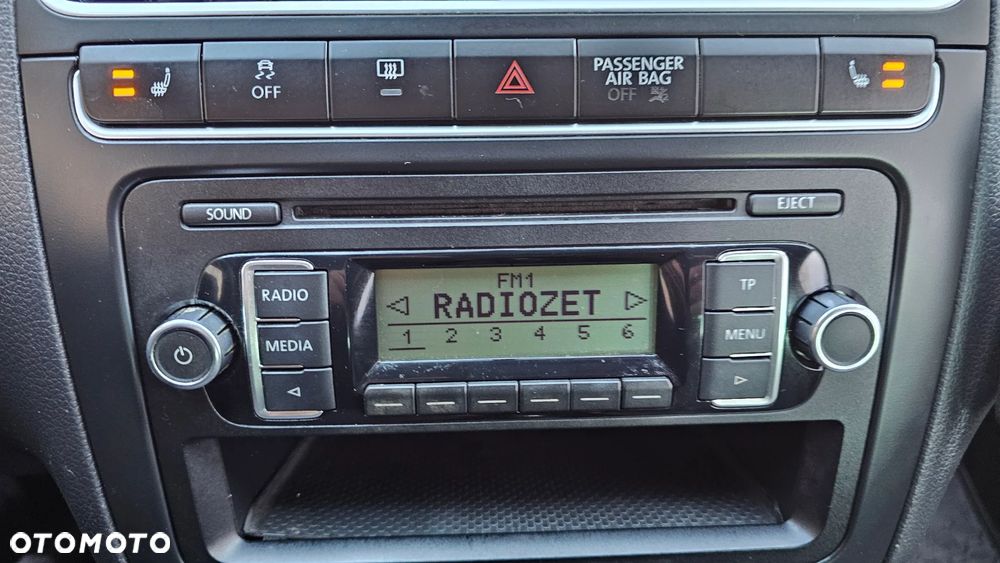 OFF
PASSENGER
AIR BAG
OFF
SOUND
EJECT
RADIO
MEDIA
FM1
RADIOZET
1 2 3 4 5 6
TP
MENU
OTOMOTO